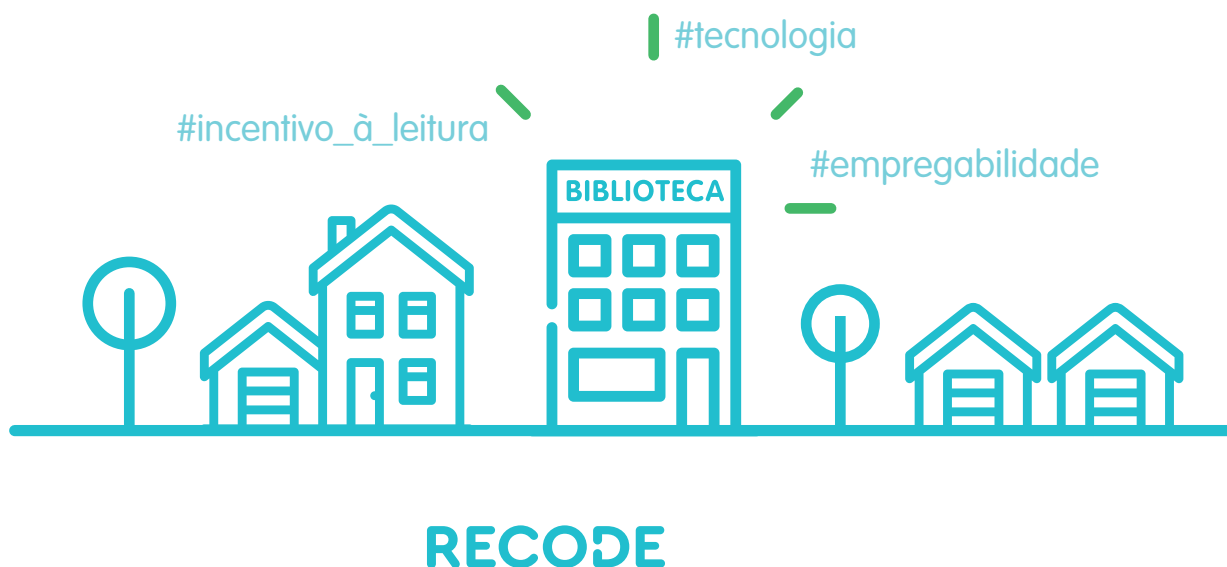 #tecnologia
#incentivo_à_leitura
#empregabilidade
BIBLIOTECA
RECODE